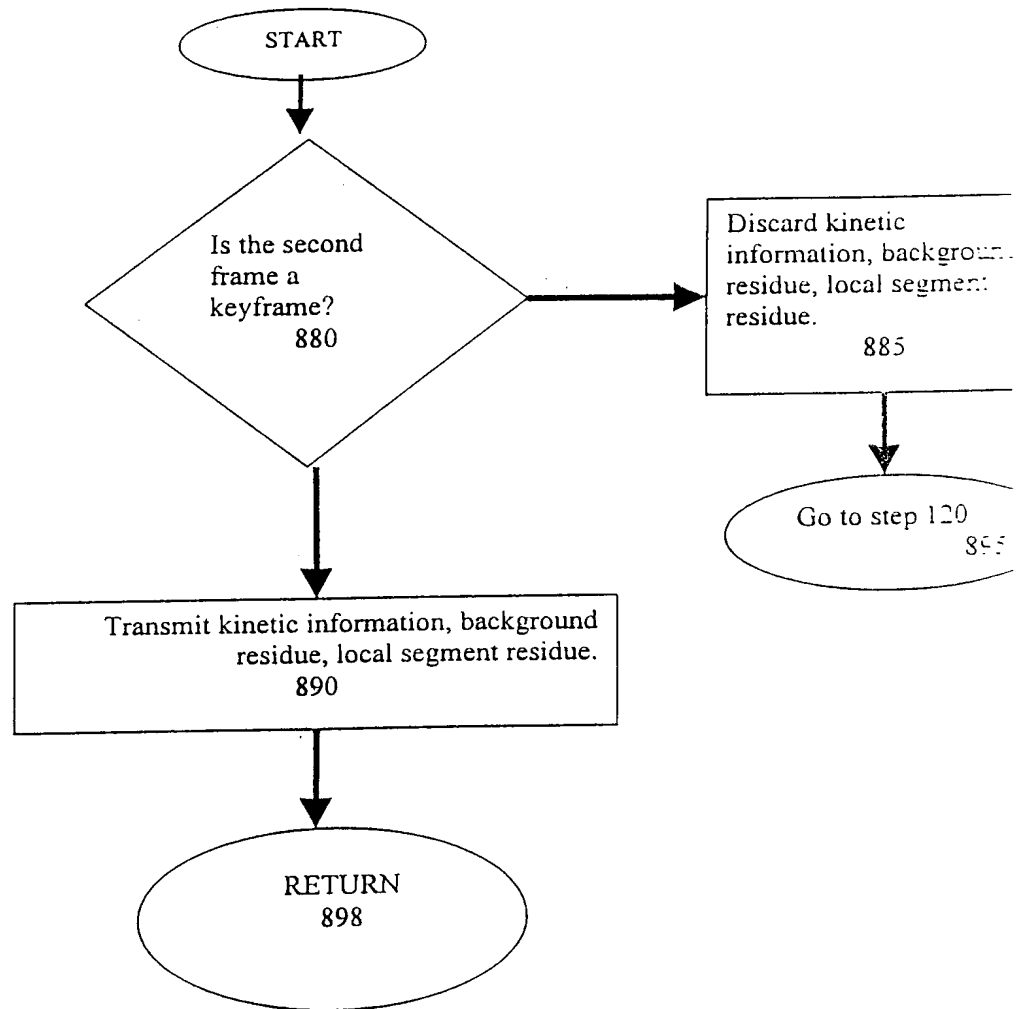 START
Is the second
frame a
keyframe?
880
Discard kinetic
information,
residue, local segment
residue.
885
Go to step 120
Transmit kinetic information, background
residue, local segment residue.
890
RETURN
898